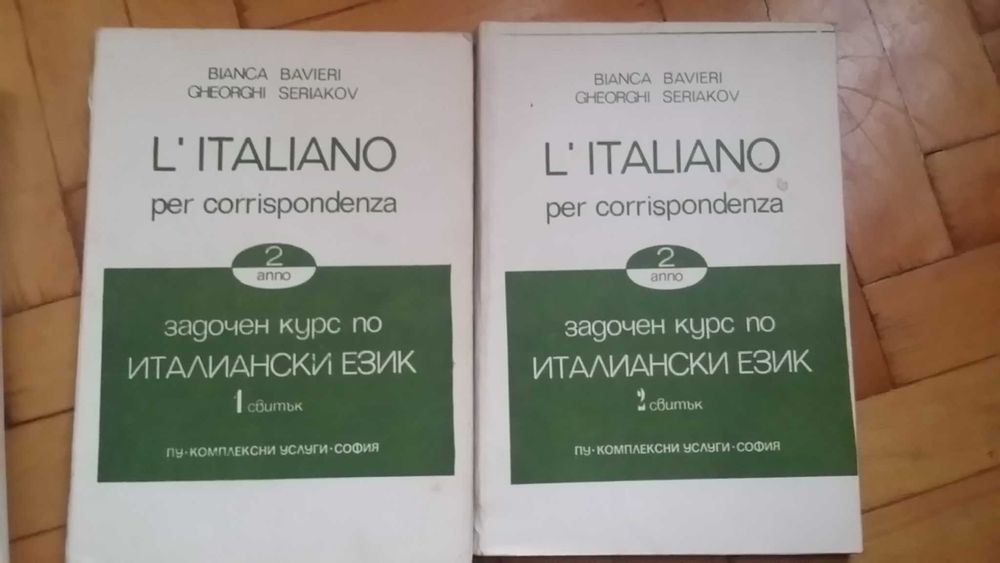 BIANCA BAVIERI
GHEORGHI SERIAKOV
L'ITALIANO
per corrispondenza
2
anno
задочен курс по
ИТАЛИАНСКИ ЕЗИК
1 свитък
ПУ·КОМПЛЕКСНИ УСЛУГИ·СОФИЯ
BIANCA BAVIERI
GHEORGHI SERIAKOV
L'ITALIANO
per corrispondenza
2
anno
задочен курс по
ИТАЛИАНСКИ ЕЗИК
2 свитък
ПУ·КОМПЛЕКСНИ УСЛУГИ·СОФИЯ